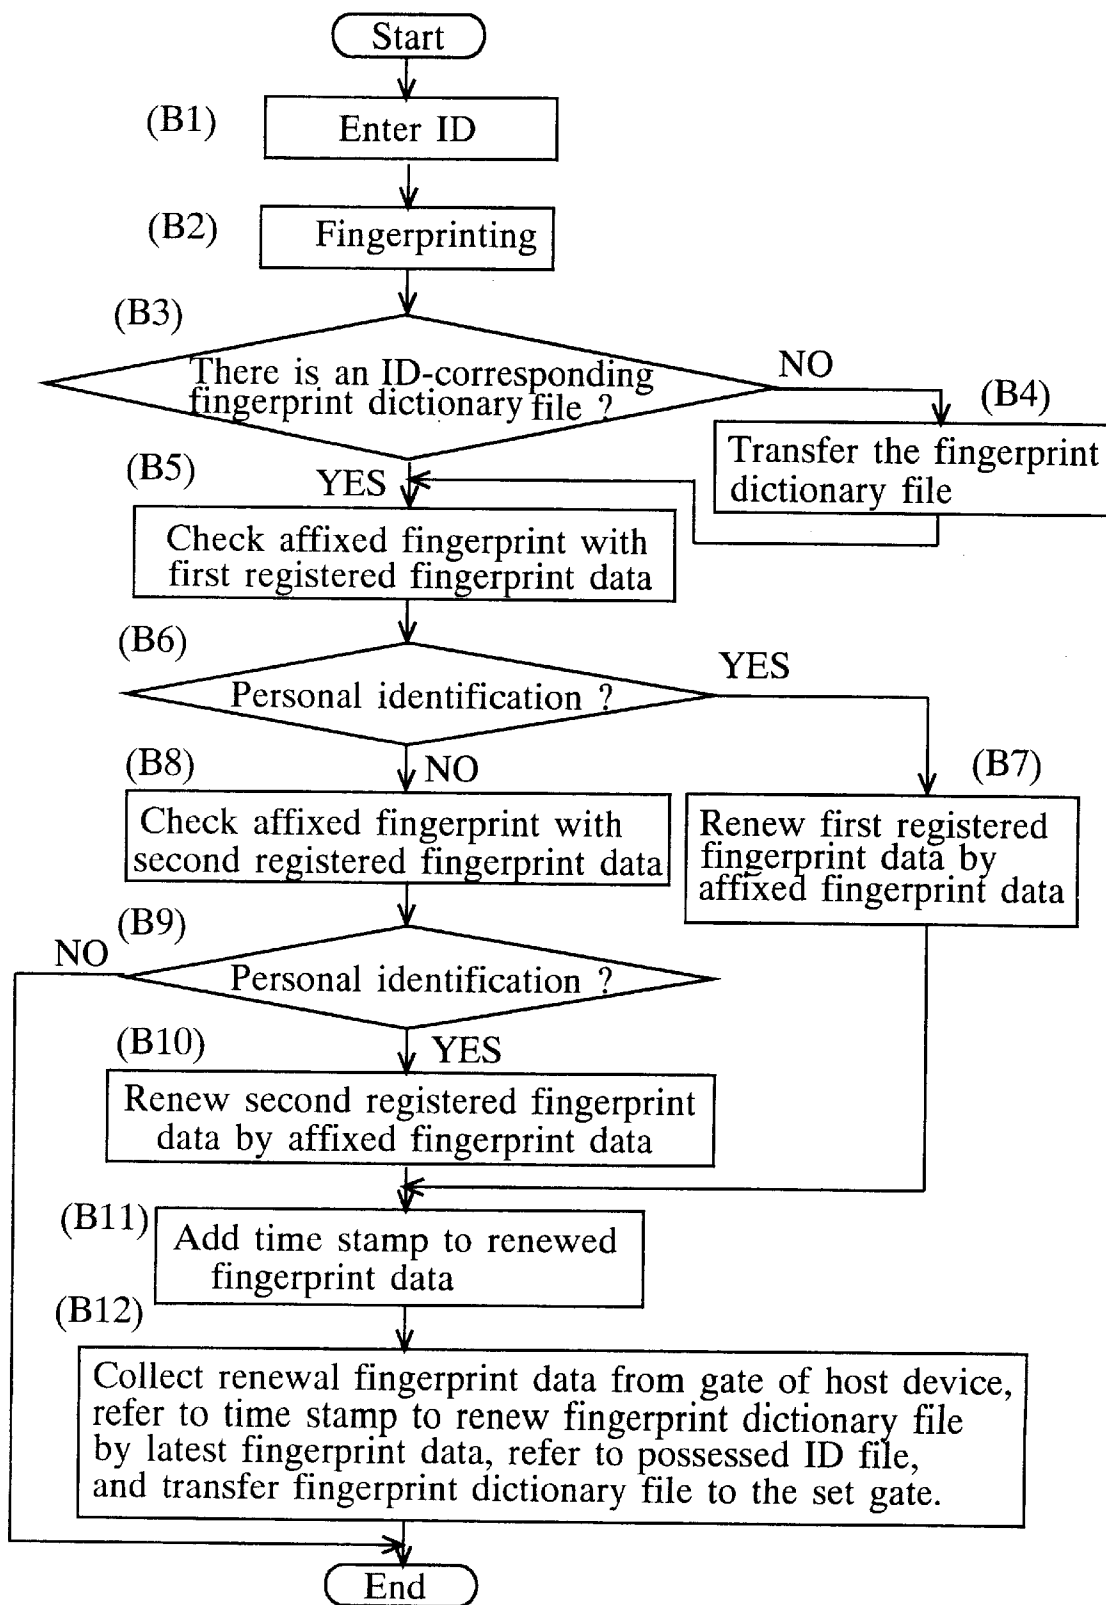 Start
(B1)
Enter ID
(B2)
Fingerprinting
(B3)
There is an ID-corresponding
fingerprint dictionary file ?
NO
(B4)
Transfer the fingerprint
dictionary file
(B5)
YES
Check affixed fingerprint with
first registered fingerprint data
(B6)
Personal identification ?
YES
(B7)
Renew first registered
fingerprint data by
affixed fingerprint data
(B8)
NO
Check affixed fingerprint with
second registered fingerprint data
(B9)
NO
Personal identification ?
(B10)
YES
Renew second registered fingerprint
data by affixed fingerprint data
(B11)
Add time stamp to renewed
fingerprint data
(B12)
Collect renewal fingerprint data from gate of host device,
refer to time stamp to renew fingerprint dictionary file
by latest fingerprint data, refer to possessed ID file,
and transfer fingerprint dictionary file to the set gate.
End